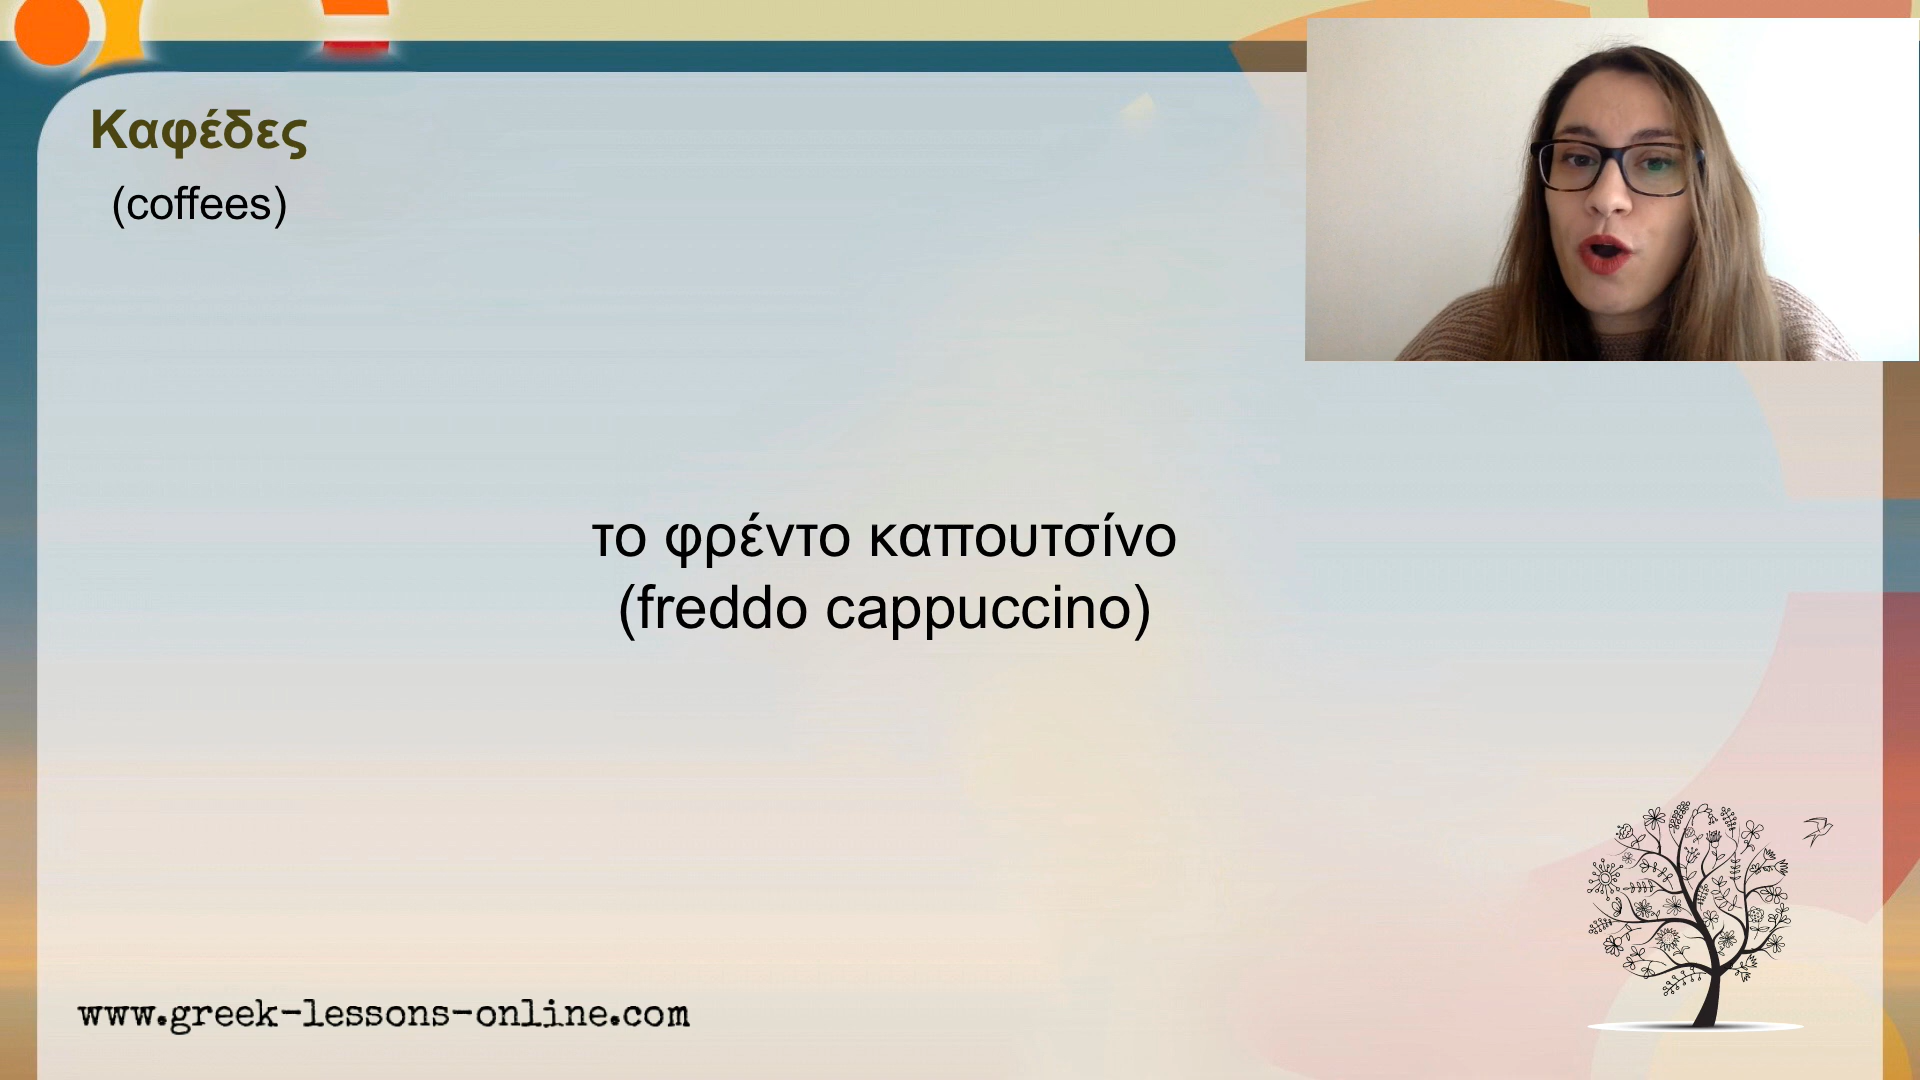 Καφέδες
(coffees)
το φρέντο καπουτσίνο
(freddo cappuccino)
www.greek-lessons-online.com